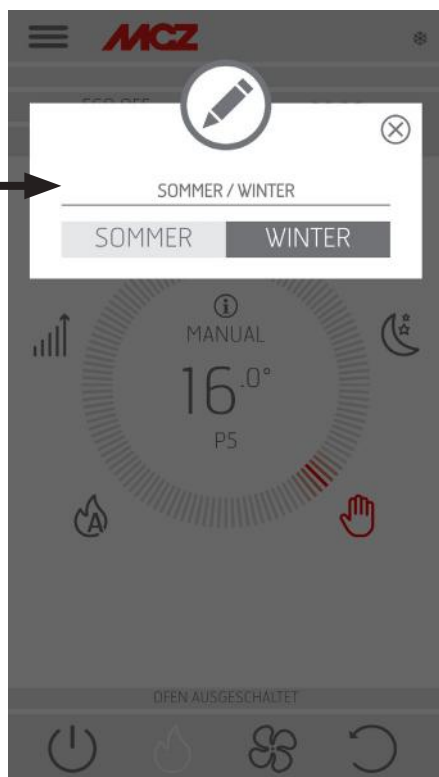 MCZ
SOMMER / WINTER
SOMMER WINTER
MANUAL
16.0°
P5
A
OFEN AUSGESCHALTET